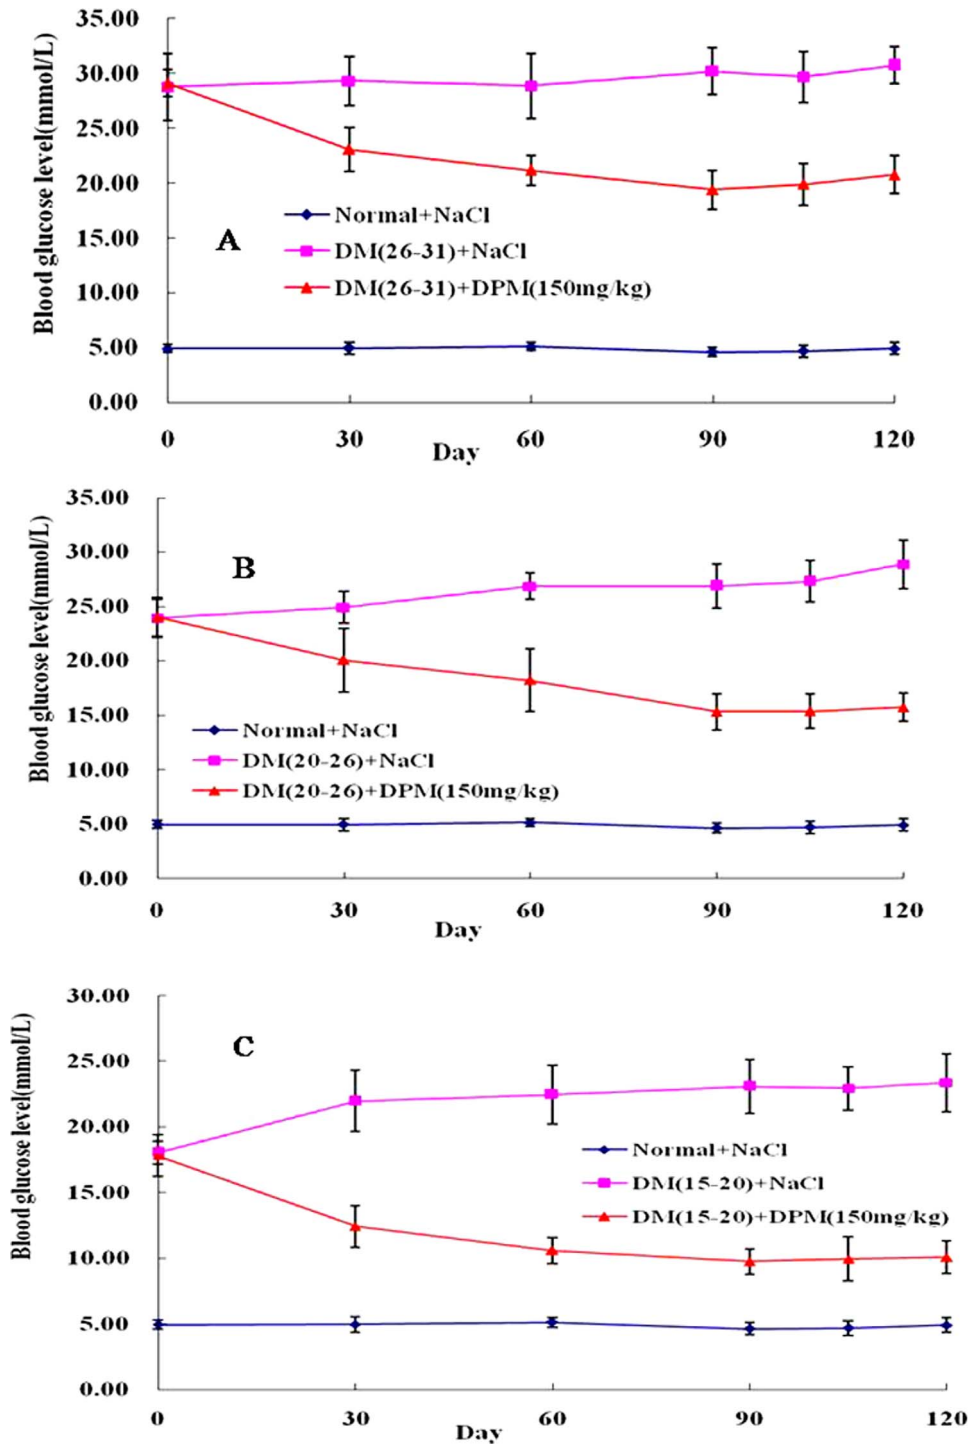 35.00
30.00
25.00
20.00
15.00
10.00
5.00
0.00
Blood glucose level(mmol/L)
A
Normal+NaCl
DM(26-31)+NaCl
DM(26-31)+DPM(150mg/kg)
0 30 60 90 120
Day
35.00
30.00
25.00
20.00
15.00
10.00
5.00
0.00
Blood glucose level(mmol/L)
B
Normal+NaCl
DM(20-26)+NaCl
DM(20-26)+DPM(150mg/kg)
0 30 60 90 120
Day
30.00
25.00
20.00
15.00
10.00
5.00
0.00
Blood glucose level(mmol/L)
C
Normal+NaCl
DM(15-20)+NaCl
DM(15-20)+DPM(150mg/kg)
0 30 60 90 120
Day